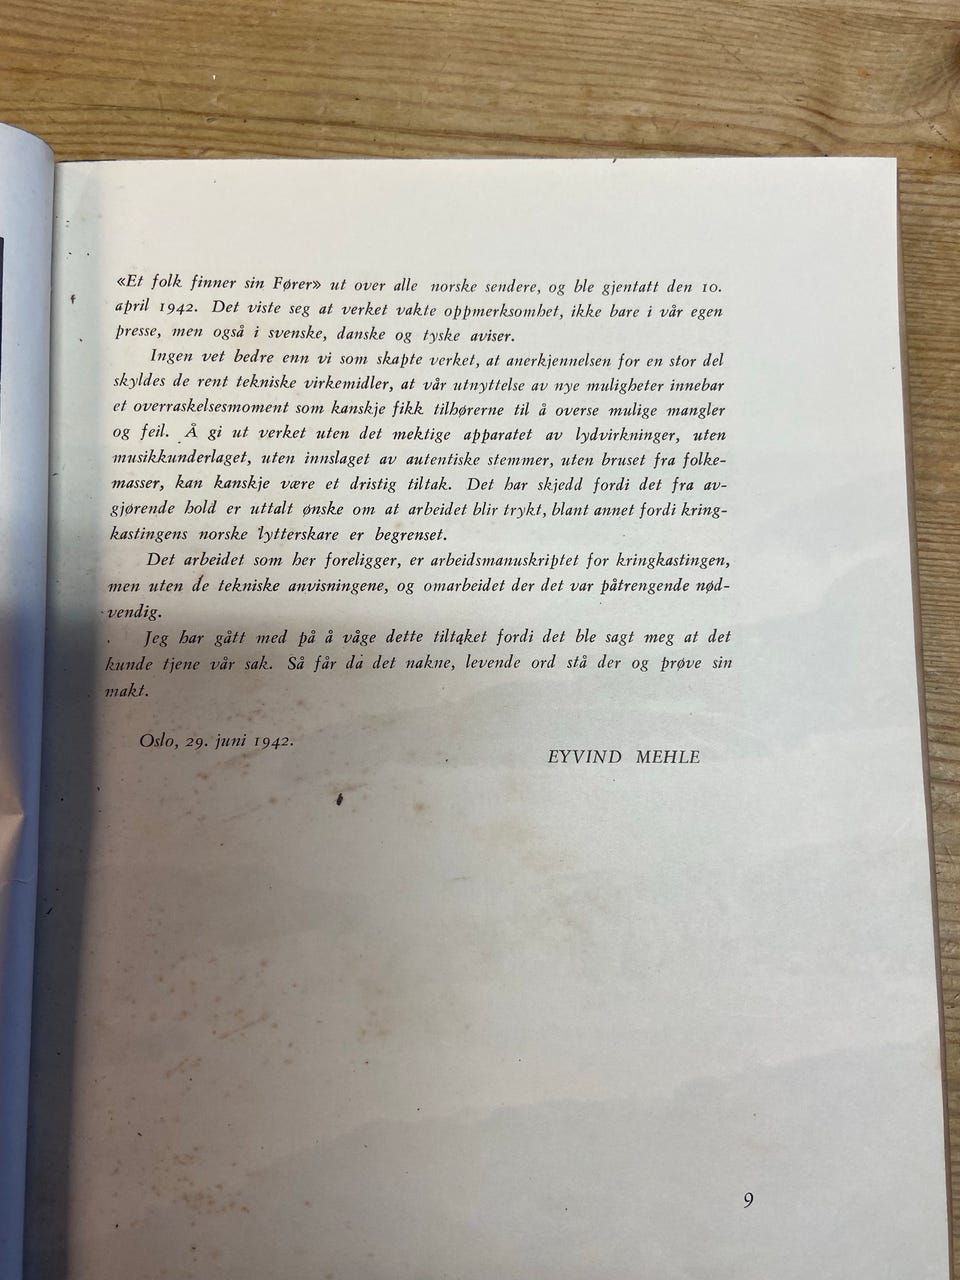 «Et folk finner sin Fører» ut over alle norske sendere, og ble gjentatt den 10.
april 1942. Det viste seg at verket vakte oppmerksomhet, ikke bare i vår egen
presse, men også i svenske, danske og tyske aviser.
Ingen vet bedre enn vi som skapte verket, at anerkjennelsen for en stor del
skyldes de rent tekniske virkemidler, at vår utnyttelse av nye muligheter innebar
et overraskelsesmoment som kanskje fikk tilhørerne til å overse mulige mangler
og feil. Å gi ut verket uten det mektige apparatet av lydvirkninger, uten
musikkunderlaget, uten innslaget av autentiske stemmer, uten bruset fra folke-
masser, kan kanskje være et dristig tiltak. Det har skjedd fordi det fra av-
gjørende hold er uttalt ønske om at arbeidet blir trykt, blant annet fordi kring-
kastingens norske lytterskare er begrenset.
Det arbeidet som her foreligger, er arbeidsmanuskriptet for kringkastingen,
men uten de tekniske anvisningene, og omarbeidet der det var påtrengende nød-
vendig.
Jeg har gått med på å våge dette tiltaket fordi det ble sagt meg at det
kunde tjene vår sak. Så får da det nakne, levende ord stå der og prøve sin
makt.
Oslo, 29. juni 1942.
EYVIND MEHLE
9